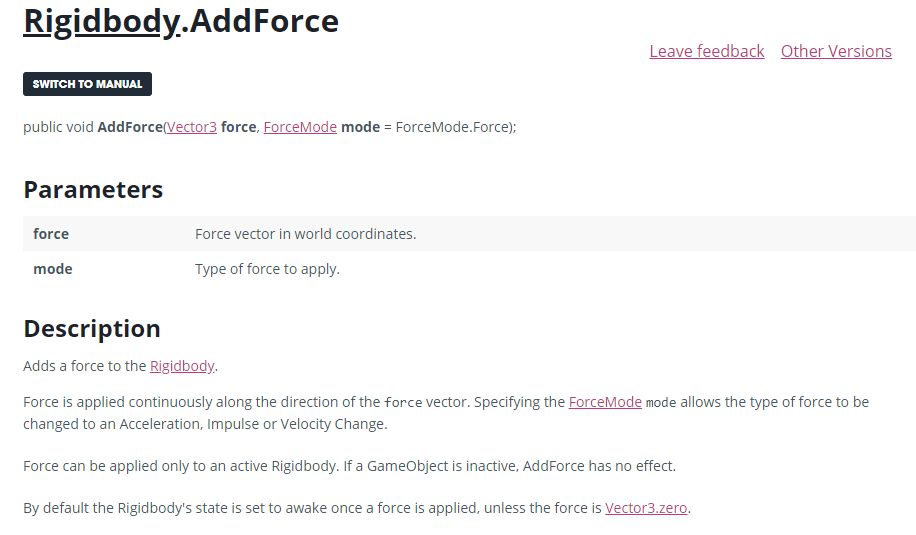 Rigidbody.AddForce
Leave feedback Other Versions
SWITCH TO MANUAL
public void AddForce(Vector3 force, ForceMode mode = ForceMode.Force);
Parameters
force Force vector in world coordinates.
mode Type of force to apply.
Description
Adds a force to the Rigidbody.
Force is applied continuously along the direction of the force vector. Specifying the ForceMode mode allows the type of force to be
changed to an Acceleration, Impulse or Velocity Change.
Force can be applied only to an active Rigidbody. If a GameObject is inactive, AddForce has no effect.
By default the Rigidbody's state is set to awake once a force is applied, unless the force is Vector3.zero.